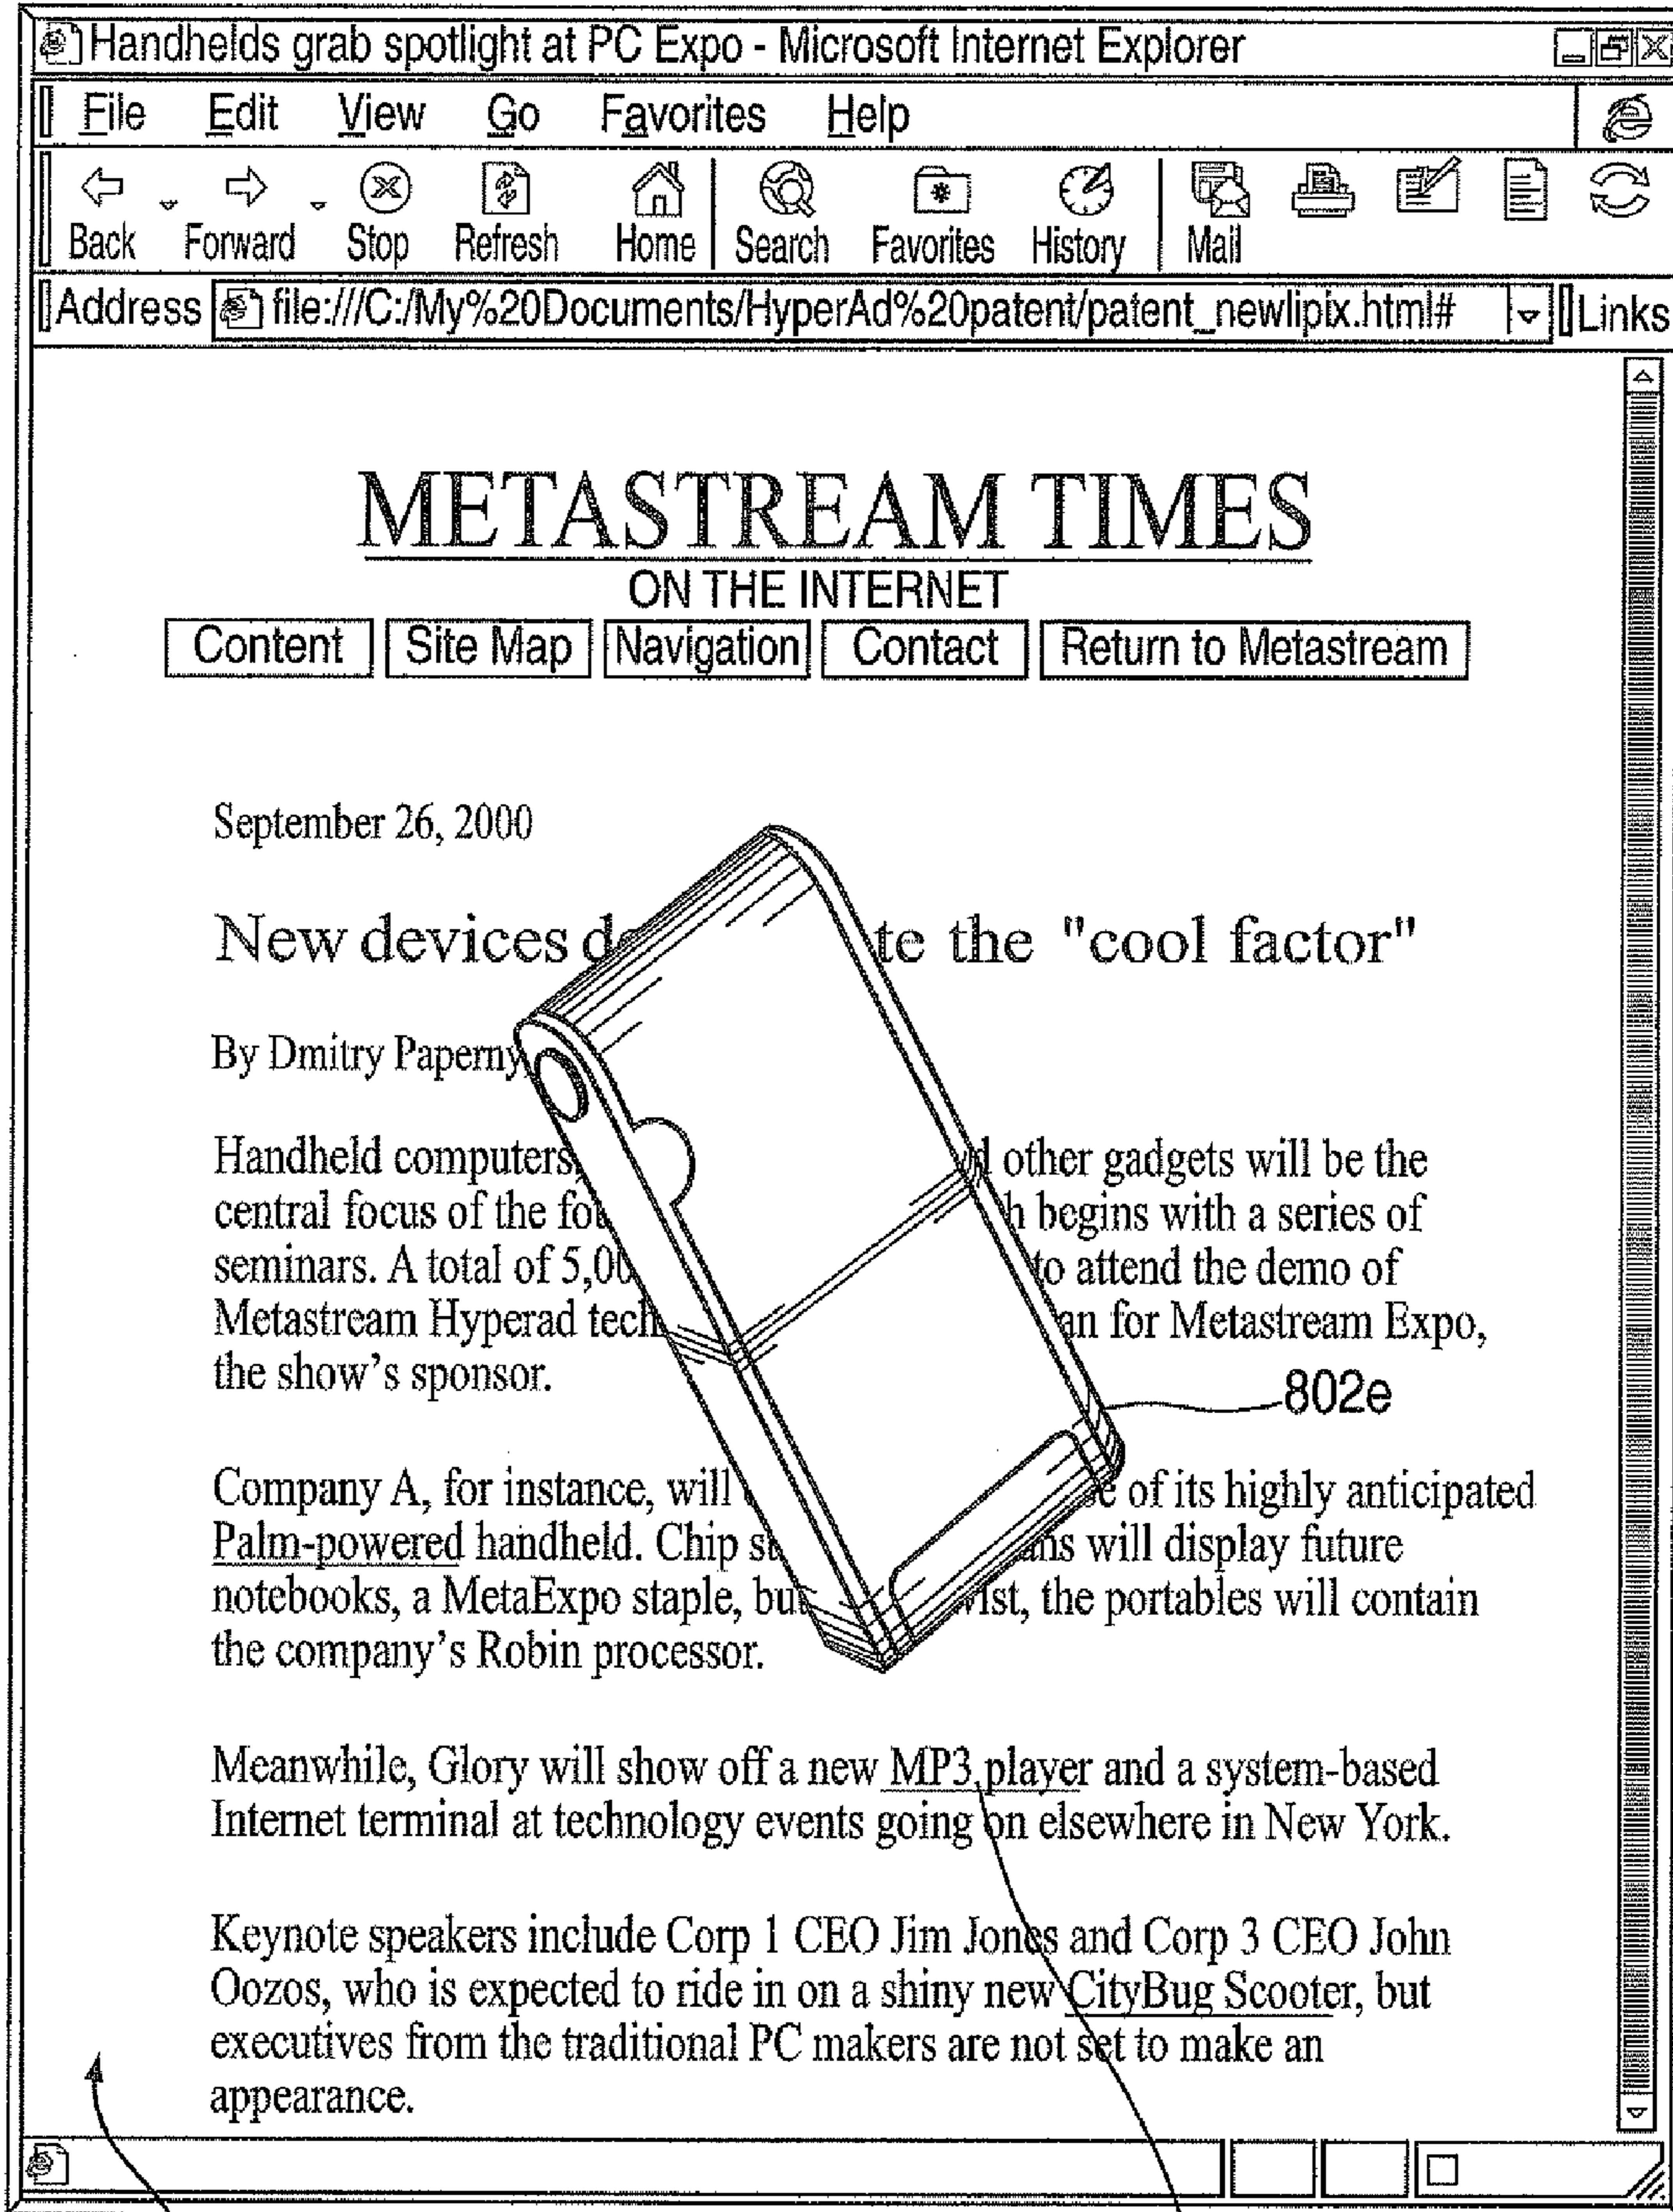 Handhelds grab spotlight at PC Expo - Microsoft Internet Explorer
File Edit View Go Favorites Help
Back Forward Stop Refresh Home Search Favorites History Mail
Address file:///C:/My%20Documents/HyperAd%20patent/patent_newlipix.html# Links
METASTREAM TIMES
ON THE INTERNET
Content Site Map Navigation Contact Return to Metastream
September 26, 2000
New devices the "cool factor"
By Dmitry Paperny
Handheld computers, other gadgets will be the
central focus of the begins with a series of
seminars. A total of to attend the demo of
Metastream Hyperad for Metastream Expo,
the show's sponsor.
802e
Company A, for instance, will of its highly anticipated
Palm-powered handheld. Chip will display future
notebooks, a MetaExpo staple, the portables will contain
the company's Robin processor.
Meanwhile, Glory will show off a new MP3 player and a system-based
Internet terminal at technology events going on elsewhere in New York.
Keynote speakers include Corp 1 CEO Jim Jones and Corp 3 CEO John
Oozos, who is expected to ride in on a shiny new CityBug Scooter, but
executives from the traditional PC makers are not set to make an
appearance.